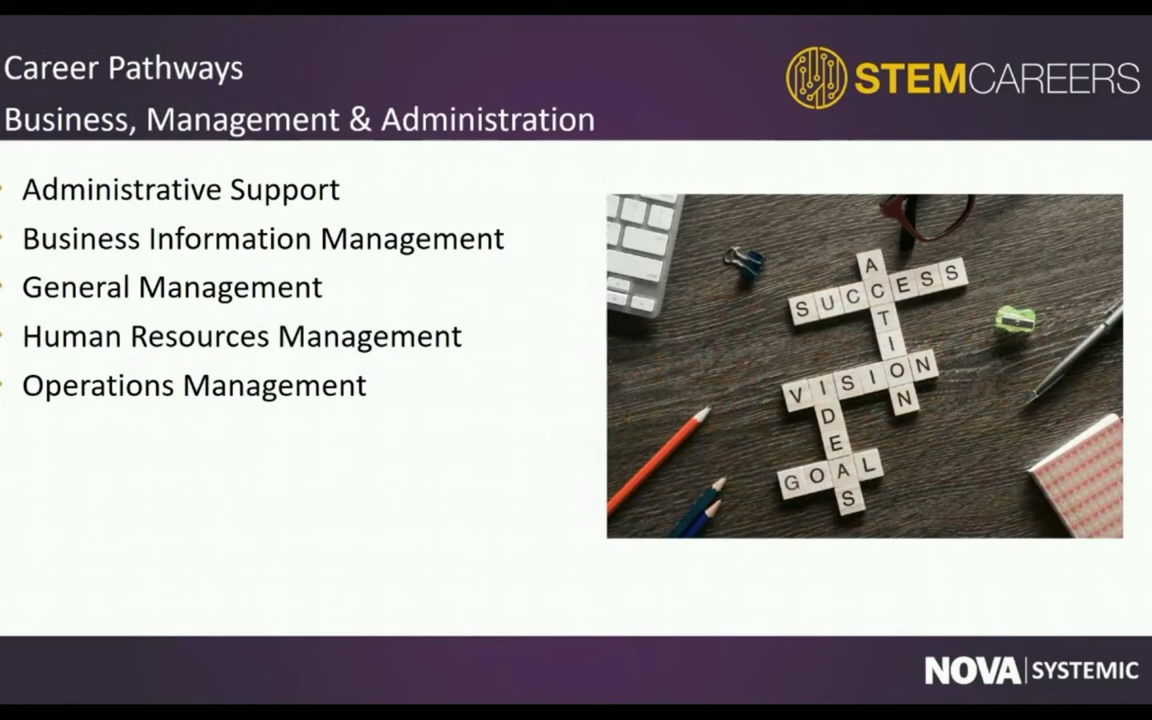 Career Pathways
Business, Management & Administration
STEMCAREERS
Administrative Support
Business Information Management
General Management
Human Resources Management
Operations Management
ACTION
SUCCESS
VISION
IDEAS
GOAL
NOVA SYSTEMIC